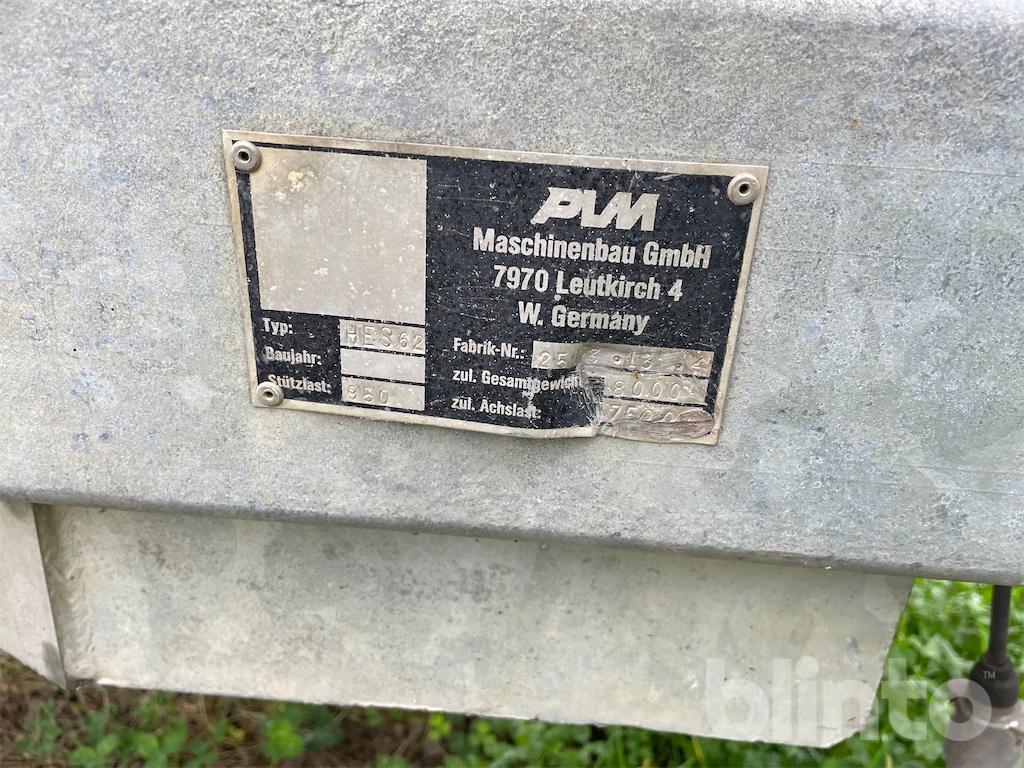 PVM
Maschinenbau GmbH
7970 Leutkirch 4
W. Germany
Typ: HES62
Baujahr:
Stützlast: 950
Fabrik-Nr.:
zul. Gesamtgewicht 8000
zul. Achslast:
blinto™